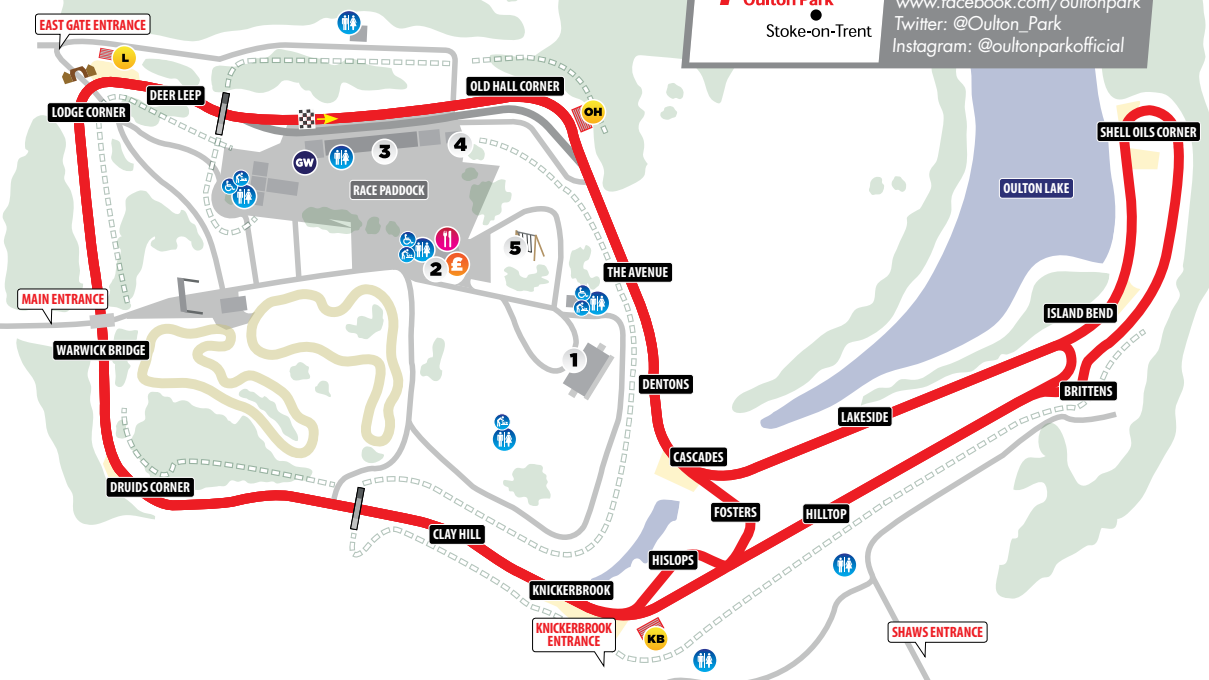 Oulton Park
Stoke-on-Trent
www.facebook.com/oultonpark
Twitter: @Oulton_Park
Instagram: @oultonparkofficial
EAST GATE ENTRANCE
L
DEER LEEP
LODGE CORNER
OLD HALL CORNER
OH
SHELL OILS CORNER
GW
3
4
RACE PADDOCK
OULTON LAKE
5
2
£
THE AVENUE
MAIN ENTRANCE
ISLAND BEND
WARWICK BRIDGE
1
DENTONS
BRITTENS
LAKESIDE
CASCADES
DRUIDS CORNER
FOSTERS
HILLTOP
CLAY HILL
HISLOPS
KNICKERBROOK
KNICKERBROOK
ENTRANCE
KB
SHAWS ENTRANCE